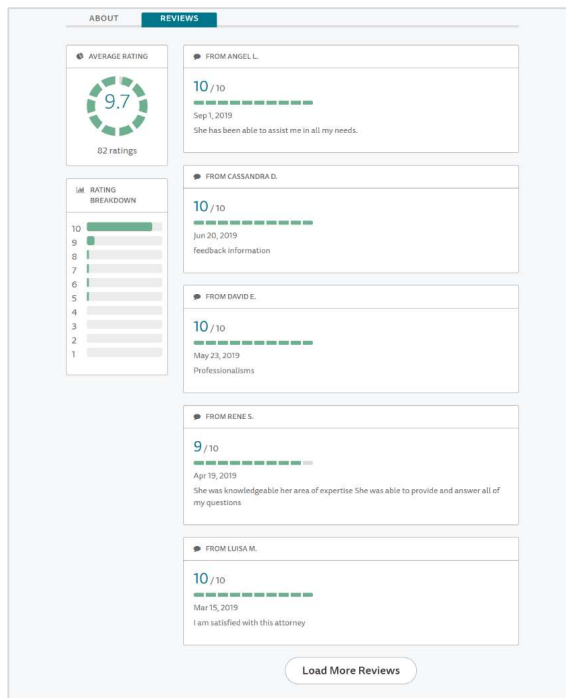 ABOUT
REVIEWS
AVERAGE RATING
9.7
82 ratings
RATING
BREAKDOWN
10
9
8
7
6
5
4
3
2
1
FROM ANGEL L.
10 / 10
Sep 1, 2019
She has been able to assist me in all my needs.
FROM CASSANDRA D.
10 / 10
Jun 20, 2019
feedback information
FROM DAVID E.
10 / 10
May 23, 2019
Professionalisms
FROM RENE S.
9 / 10
Apr 19, 2019
She was knowledgeable her area of expertise She was able to provide and answer all of
my questions
FROM LUISA M.
10 / 10
Mar 15, 2019
I am satisfied with this attorney
Load More Reviews